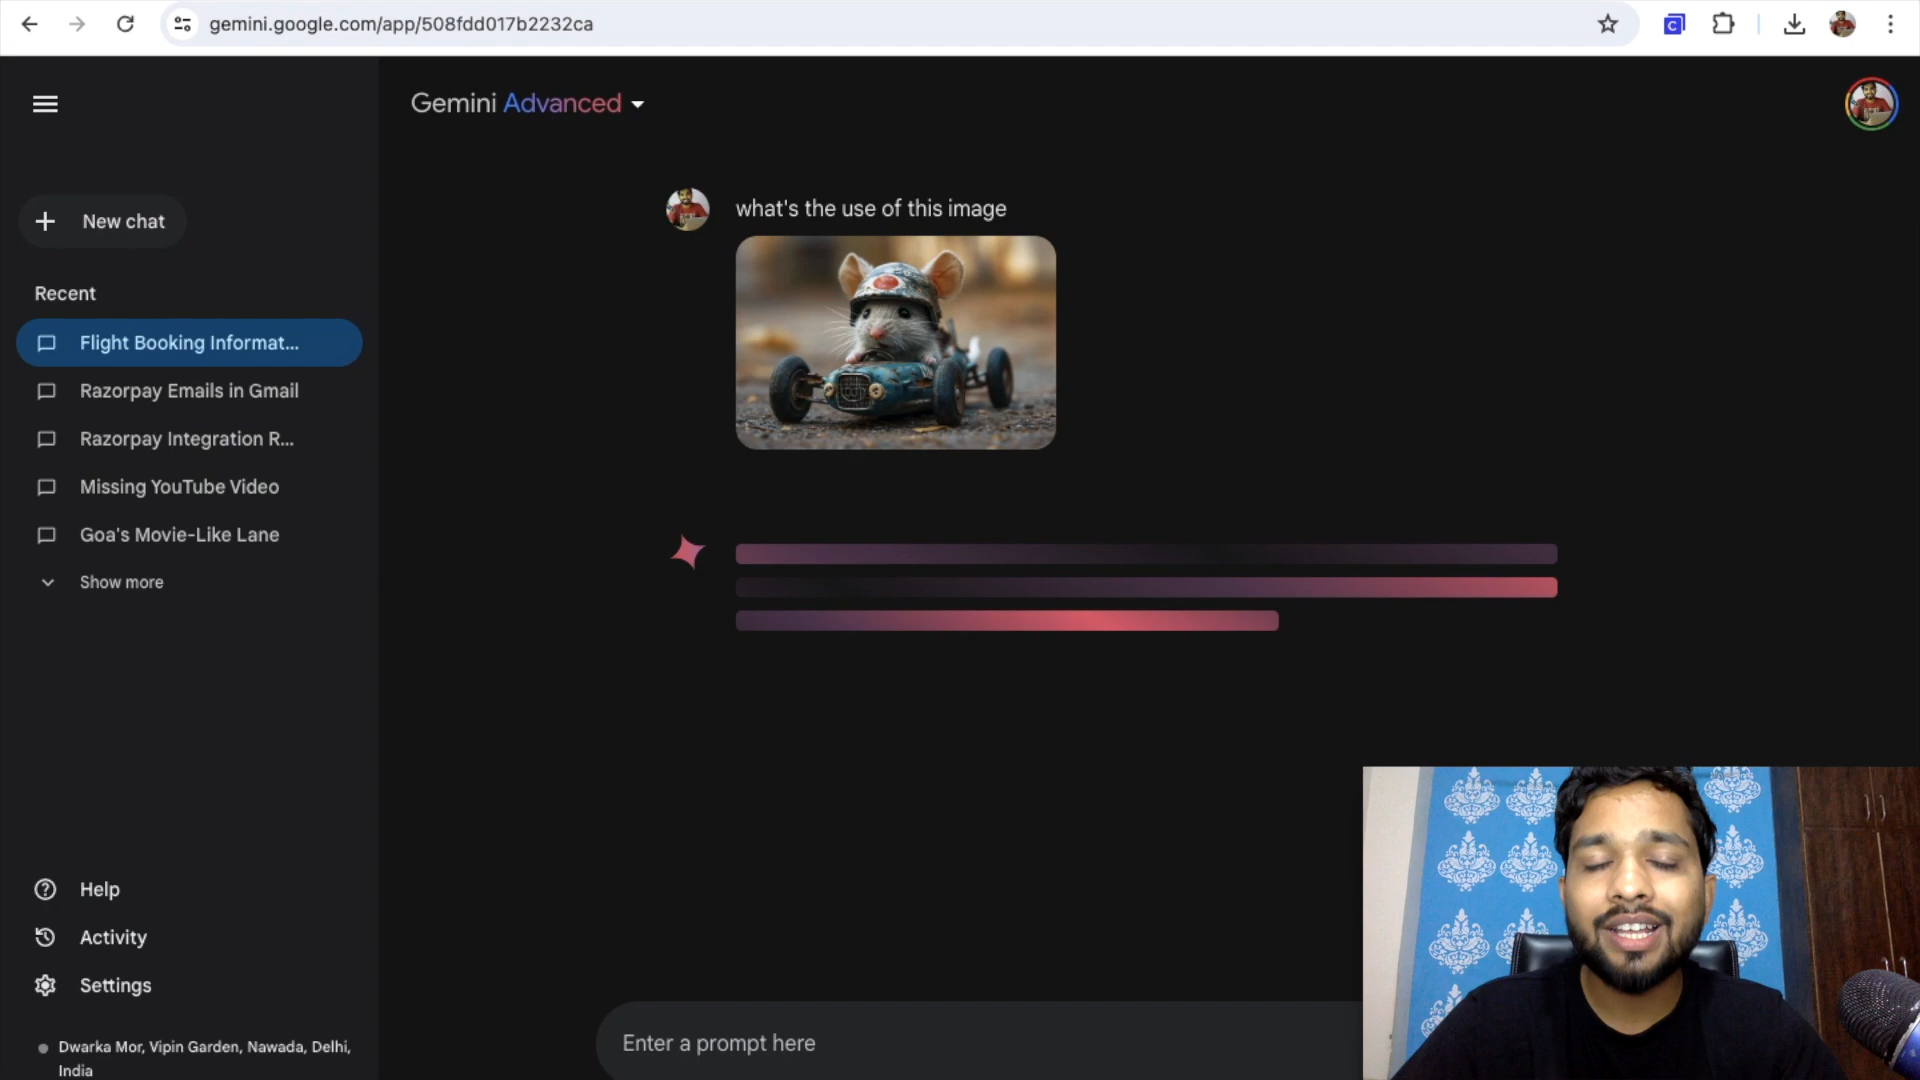 gemini.google.com/app/508fdd017b2232ca
Gemini Advanced
New chat
what's the use of this image
Recent
Flight Booking Informat...
Razorpay Emails in Gmail
Razorpay Integration R...
Missing YouTube Video
Goa's Movie-Like Lane
Show more
Help
Activity
Settings
Enter a prompt here
Dwarka Mor, Vipin Garden, Nawada, Delhi,
India